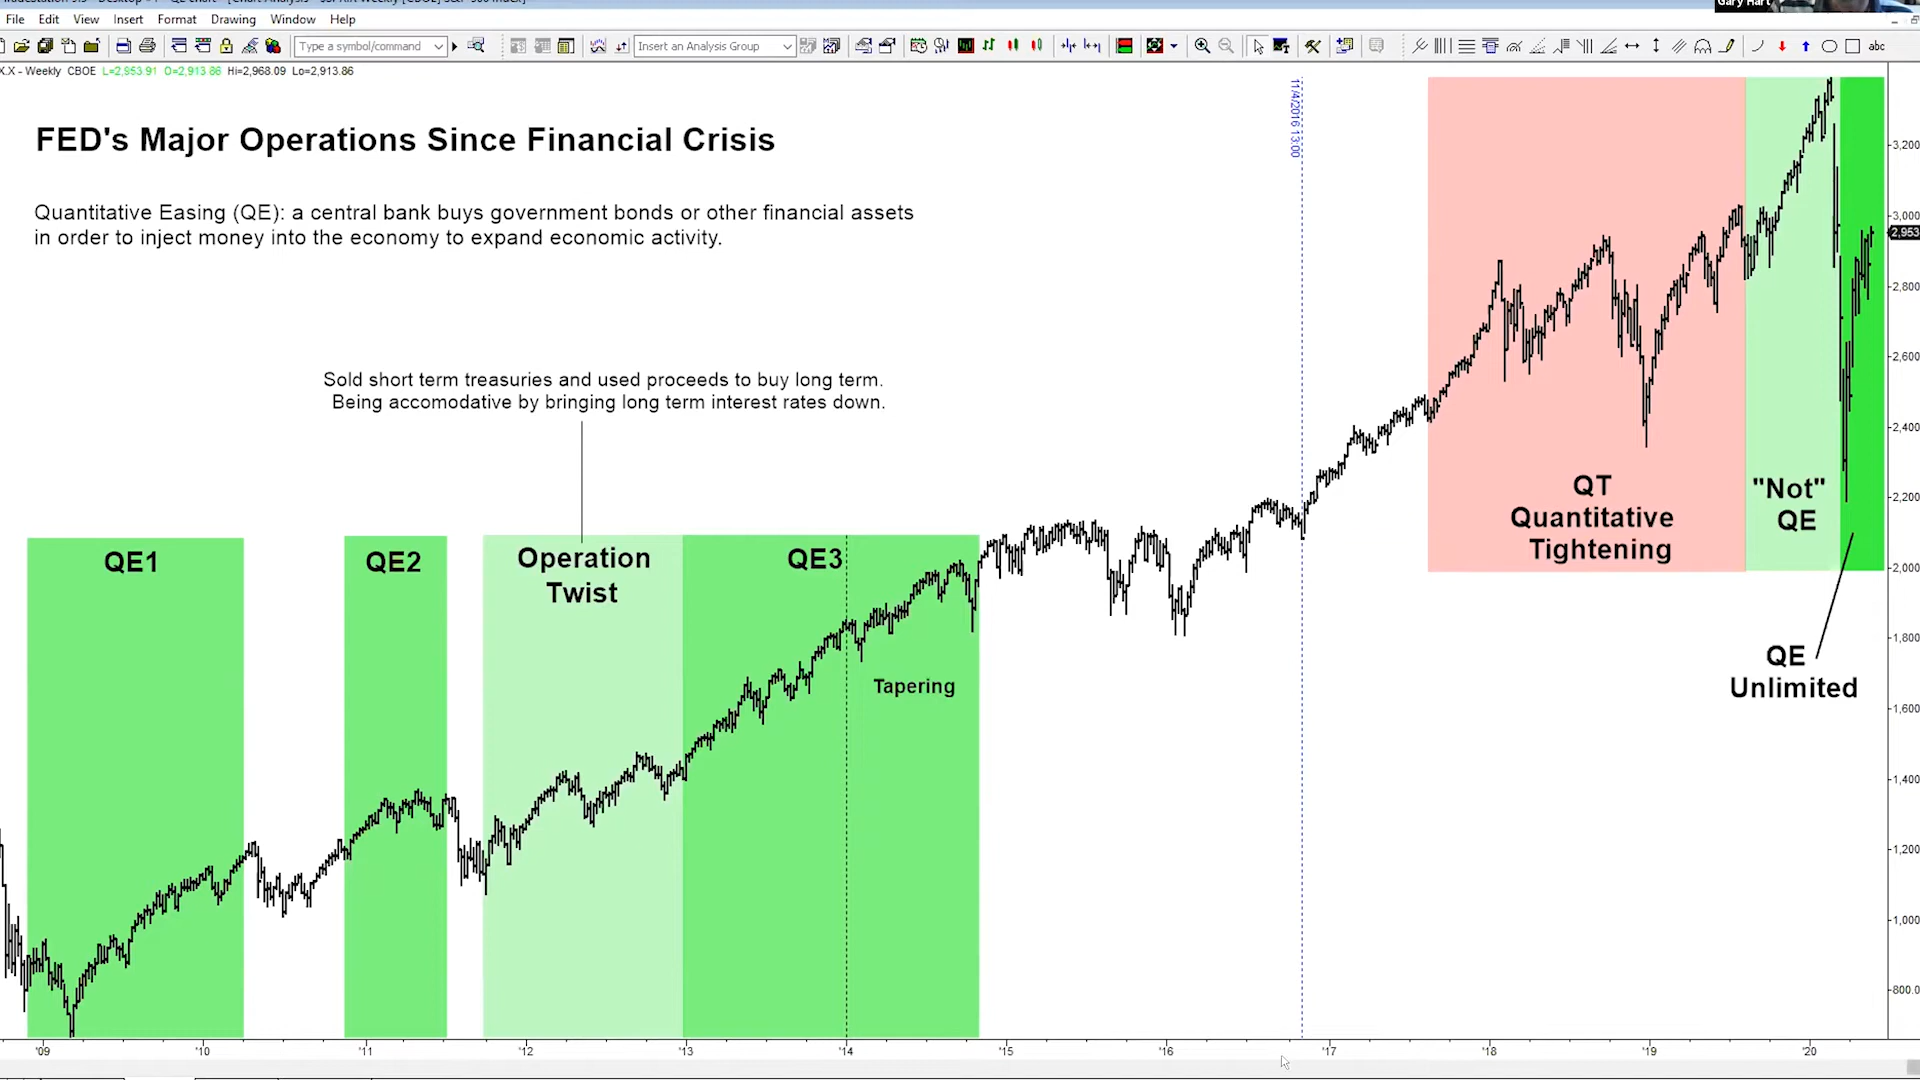 Gary Hart
File Edit View Insert Format Drawing Window Help
Type a symbol/command
Insert an Analysis Group
abc
X.X - Weekly CBOE L=2,953.91 O=2,913.86 Hi=2,968.09 Lo=2,913.86
FED's Major Operations Since Financial Crisis
Quantitative Easing (QE): a central bank buys government bonds or other financial assets
in order to inject money into the economy to expand economic activity.
Sold short term treasuries and used proceeds to buy long term.
Being accomodative by bringing long term interest rates down.
11/4/2016 13:00
QE1
QE2
Operation
Twist
QE3
Tapering
QT
Quantitative
Tightening
"Not"
QE
QE
Unlimited
3,200
3,000
2,953
2,800
2,600
2,400
2,200
2,000
1,800
1,600
1,400
1,200
1,000
800.0
'09 '10 '11 '12 '13 '14 '15 '16 '17 '18 '19 '20